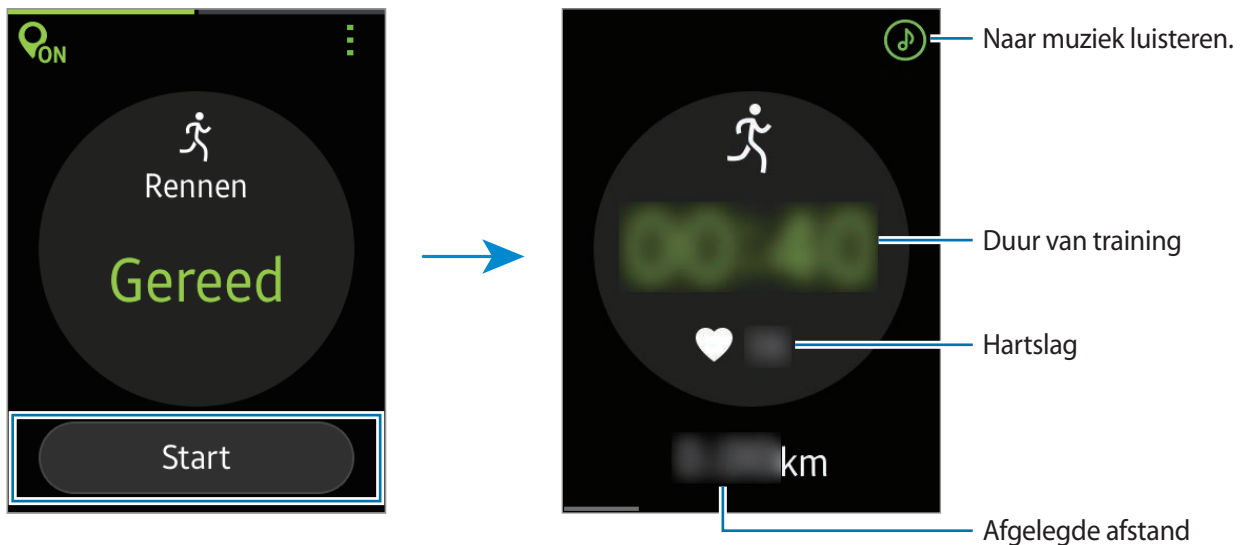 ON
Rennen
Gereed
Start
Naar muziek luisteren.
Duur van training
Hartslag
km
Afgelegde afstand